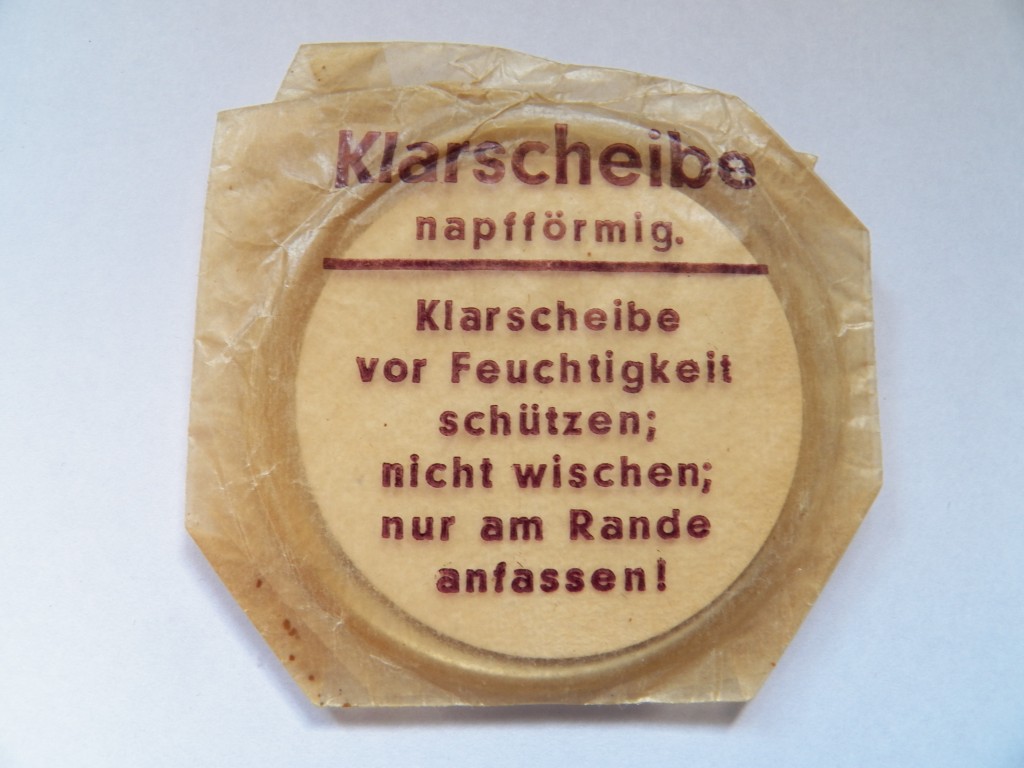 Klarscheibe
napfförmig.
Klarscheibe
vor Feuchtigkeit
schützen;
nicht wischen;
nur am Rande
anfassen!